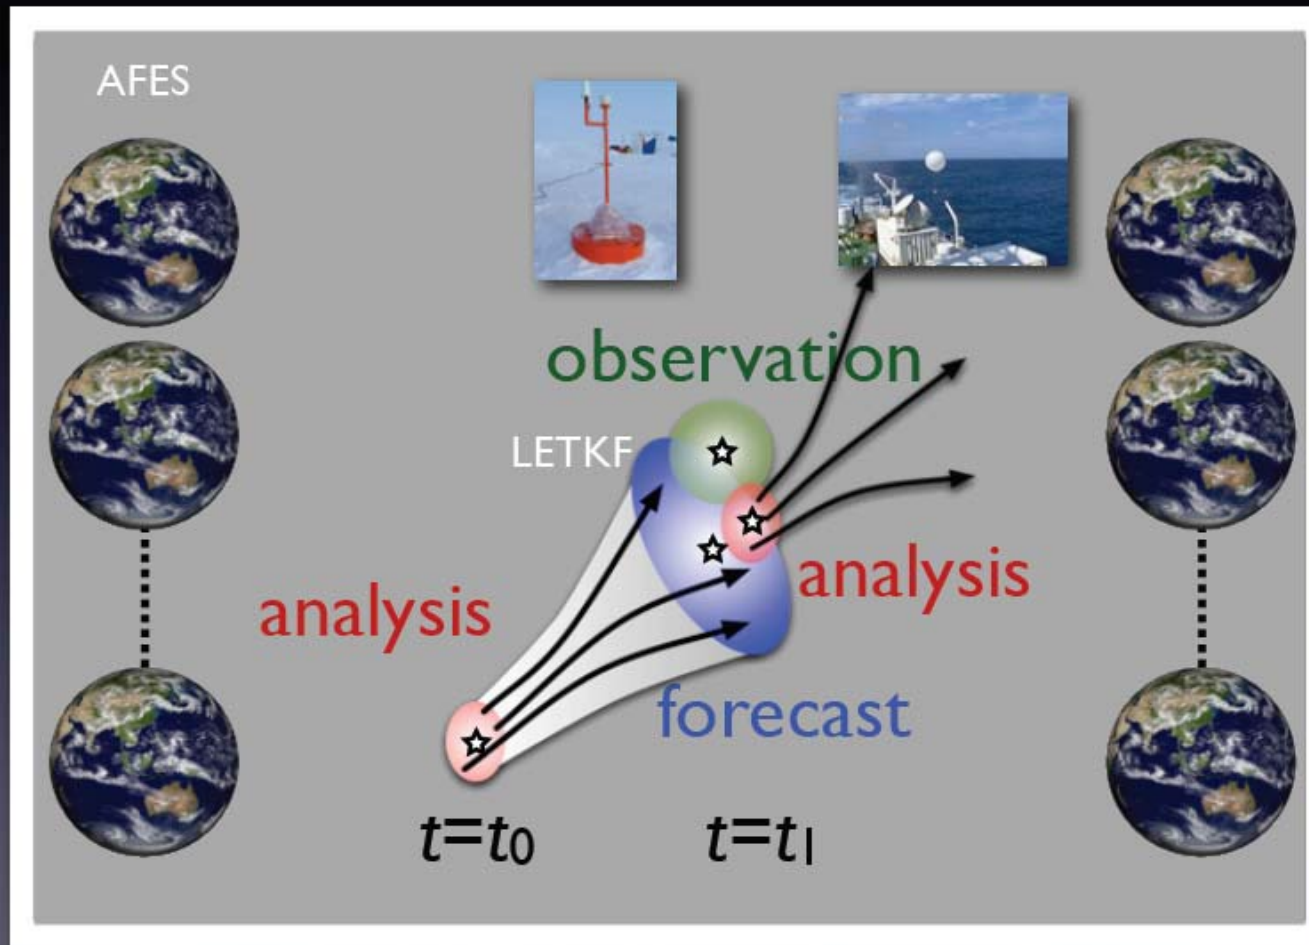 AFES
observation
LETKF
analysis
analysis
forecast
t=t0
t=t1